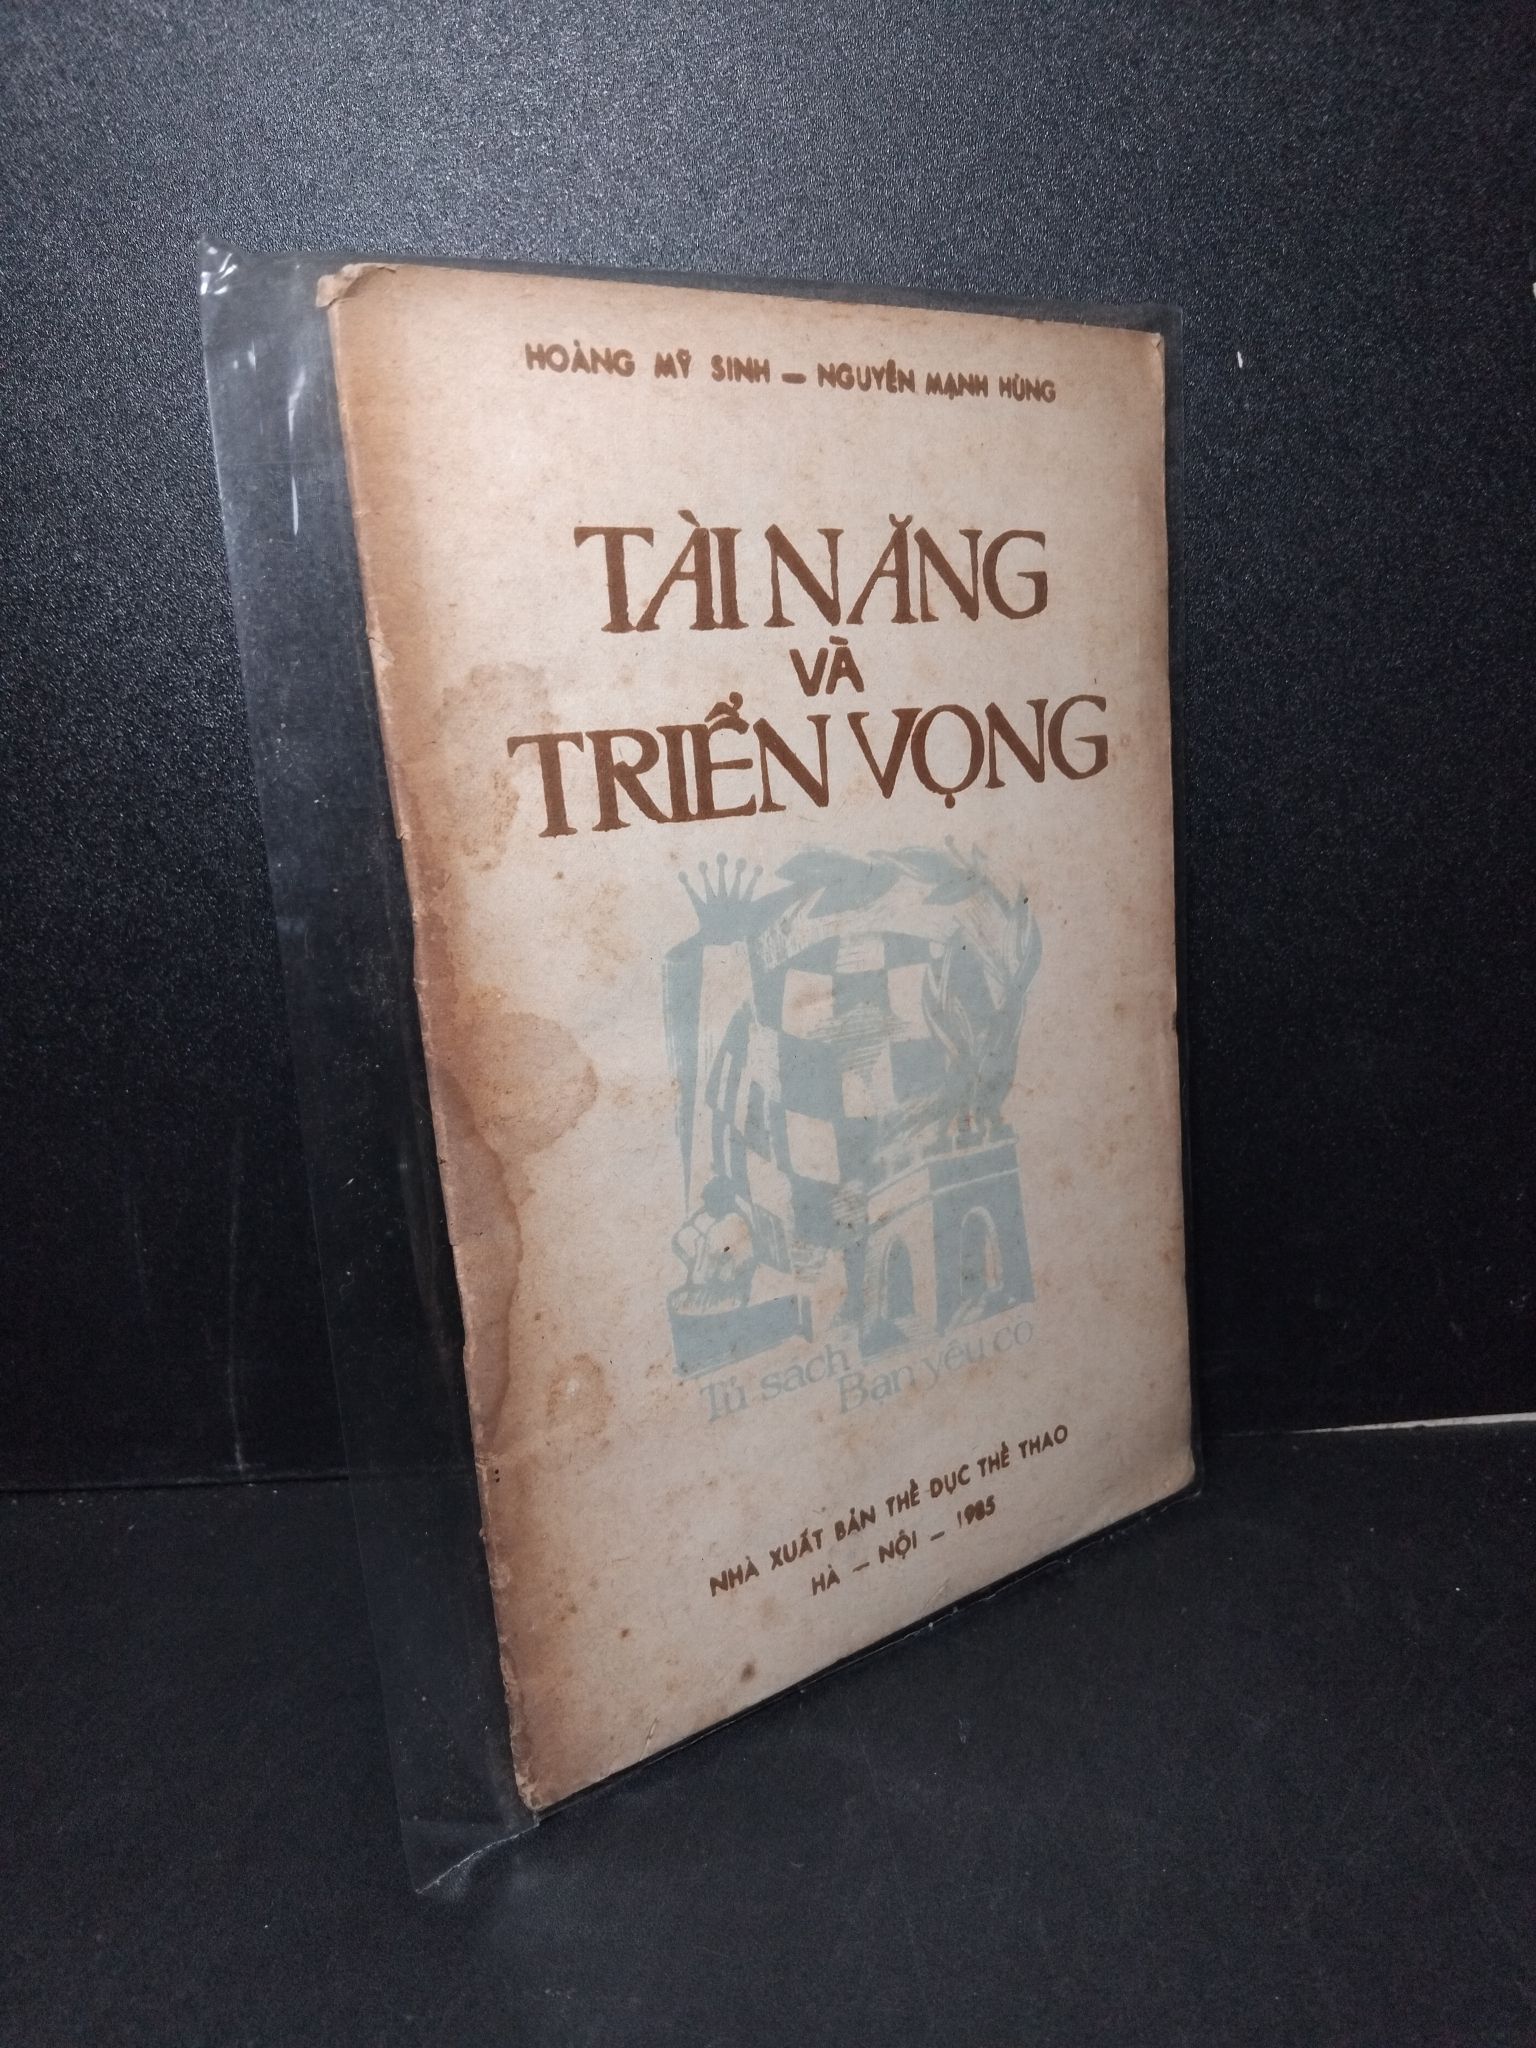 HOÀNG MỸ SINH - NGUYỄN MẠNH HÙNG
TÀI NĂNG
VÀ
TRIỂN VỌNG
Tủ sách
Bạn yêu cờ
NHÀ XUẤT BẢN THỂ DỤC THỂ THAO
HÀ - NỘI - 1985